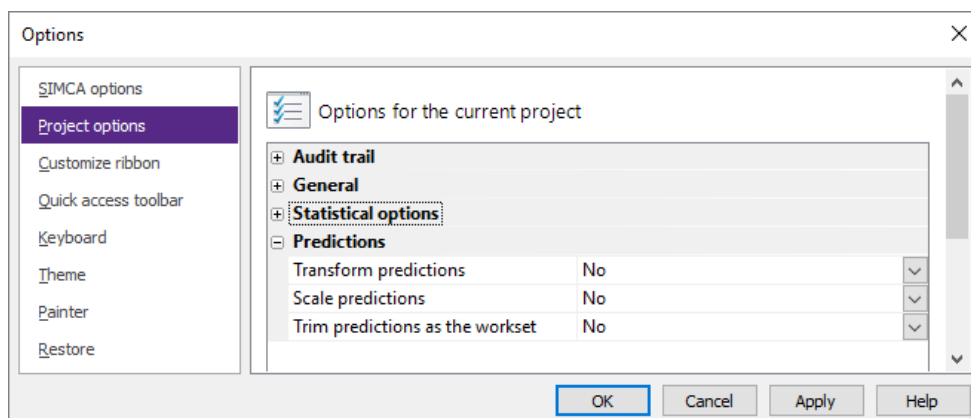 Options
SIMCA options
Project options
Customize ribbon
Quick access toolbar
Keyboard
Theme
Painter
Restore
Options for the current project
Audit trail
General
Statistical options
Predictions
Transform predictions No
Scale predictions No
Trim predictions as the workset No
OK Cancel Apply Help